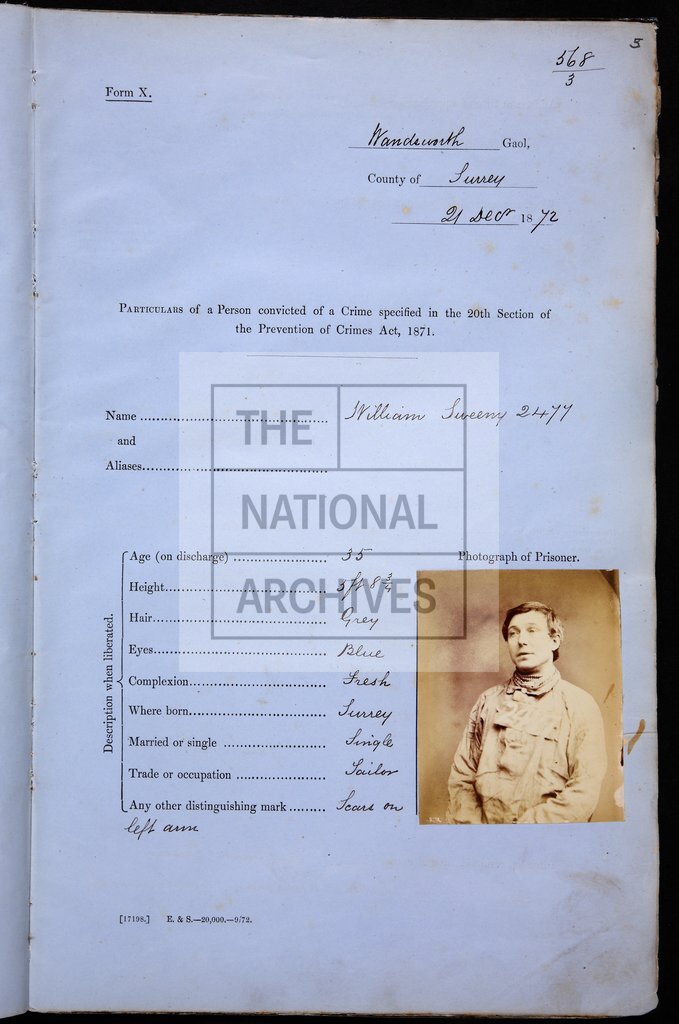 5
568
3
Form X.
Wandsworth Gaol,
County of Surrey
21 Decr 1872
PARTICULARS of a Person convicted of a Crime specified in the 20th Section of
the Prevention of Crimes Act, 1871.
Name .......... William Sweeny 2477
and
Aliases..........
THE
NATIONAL
ARCHIVES
Description when liberated.
Age (on discharge) .......... 35
Photograph of Prisoner.
Height.......... 5ft 8 3/4
Hair.......... Grey
Eyes.......... Blue
Complexion.......... Fresh
Where born.......... Surrey
Married or single .......... Single
Trade or occupation .......... Sailor
Any other distinguishing mark ......... Scars on
left arm
[17198.] E. & S.—20,000.—9/72.